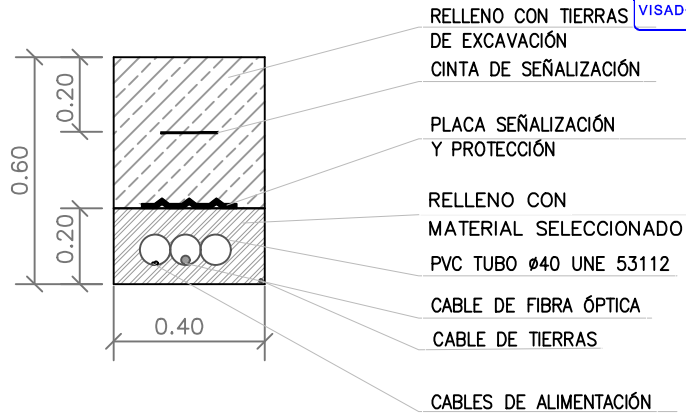 VISAD
RELLENO CON TIERRAS
DE EXCAVACIÓN
CINTA DE SEÑALIZACIÓN
PLACA SEÑALIZACIÓN
Y PROTECCIÓN
RELLENO CON
MATERIAL SELECCIONADO
PVC TUBO ø40 UNE 53112
CABLE DE FIBRA ÓPTICA
CABLE DE TIERRAS
CABLES DE ALIMENTACIÓN
0.20
0.60
0.20
0.40